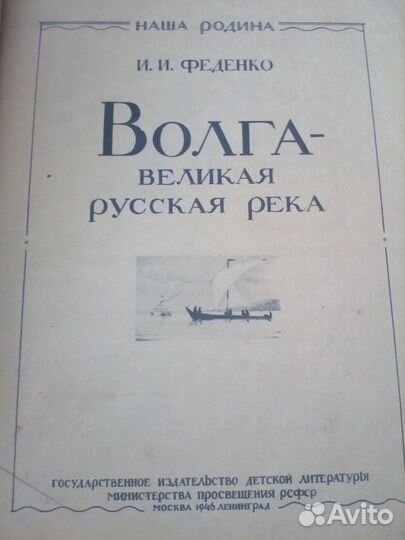 НАША РОДИНА
И. И. ФЕДЕНКО
ВОЛГА-
ВЕЛИКАЯ
РУССКАЯ РЕКА
ГОСУДАРСТВЕННОЕ ИЗДАТЕЛЬСТВО ДЕТСКОЙ ЛИТЕРАТУРЫ
МИНИСТЕРСТВА ПРОСВЕЩЕНИЯ РСФСР
МОСКВА 1946 ЛЕНИНГРАД
Avito